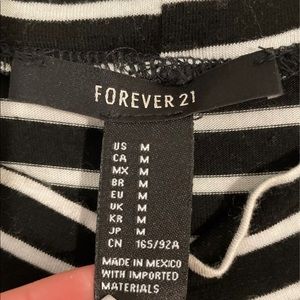 FOREVER 21
US M
CA M
MX M
BR M
EU M
UK M
KR M
JP M
CN 165/92A
MADE IN MEXICO
WITH IMPORTED
MATERIALS